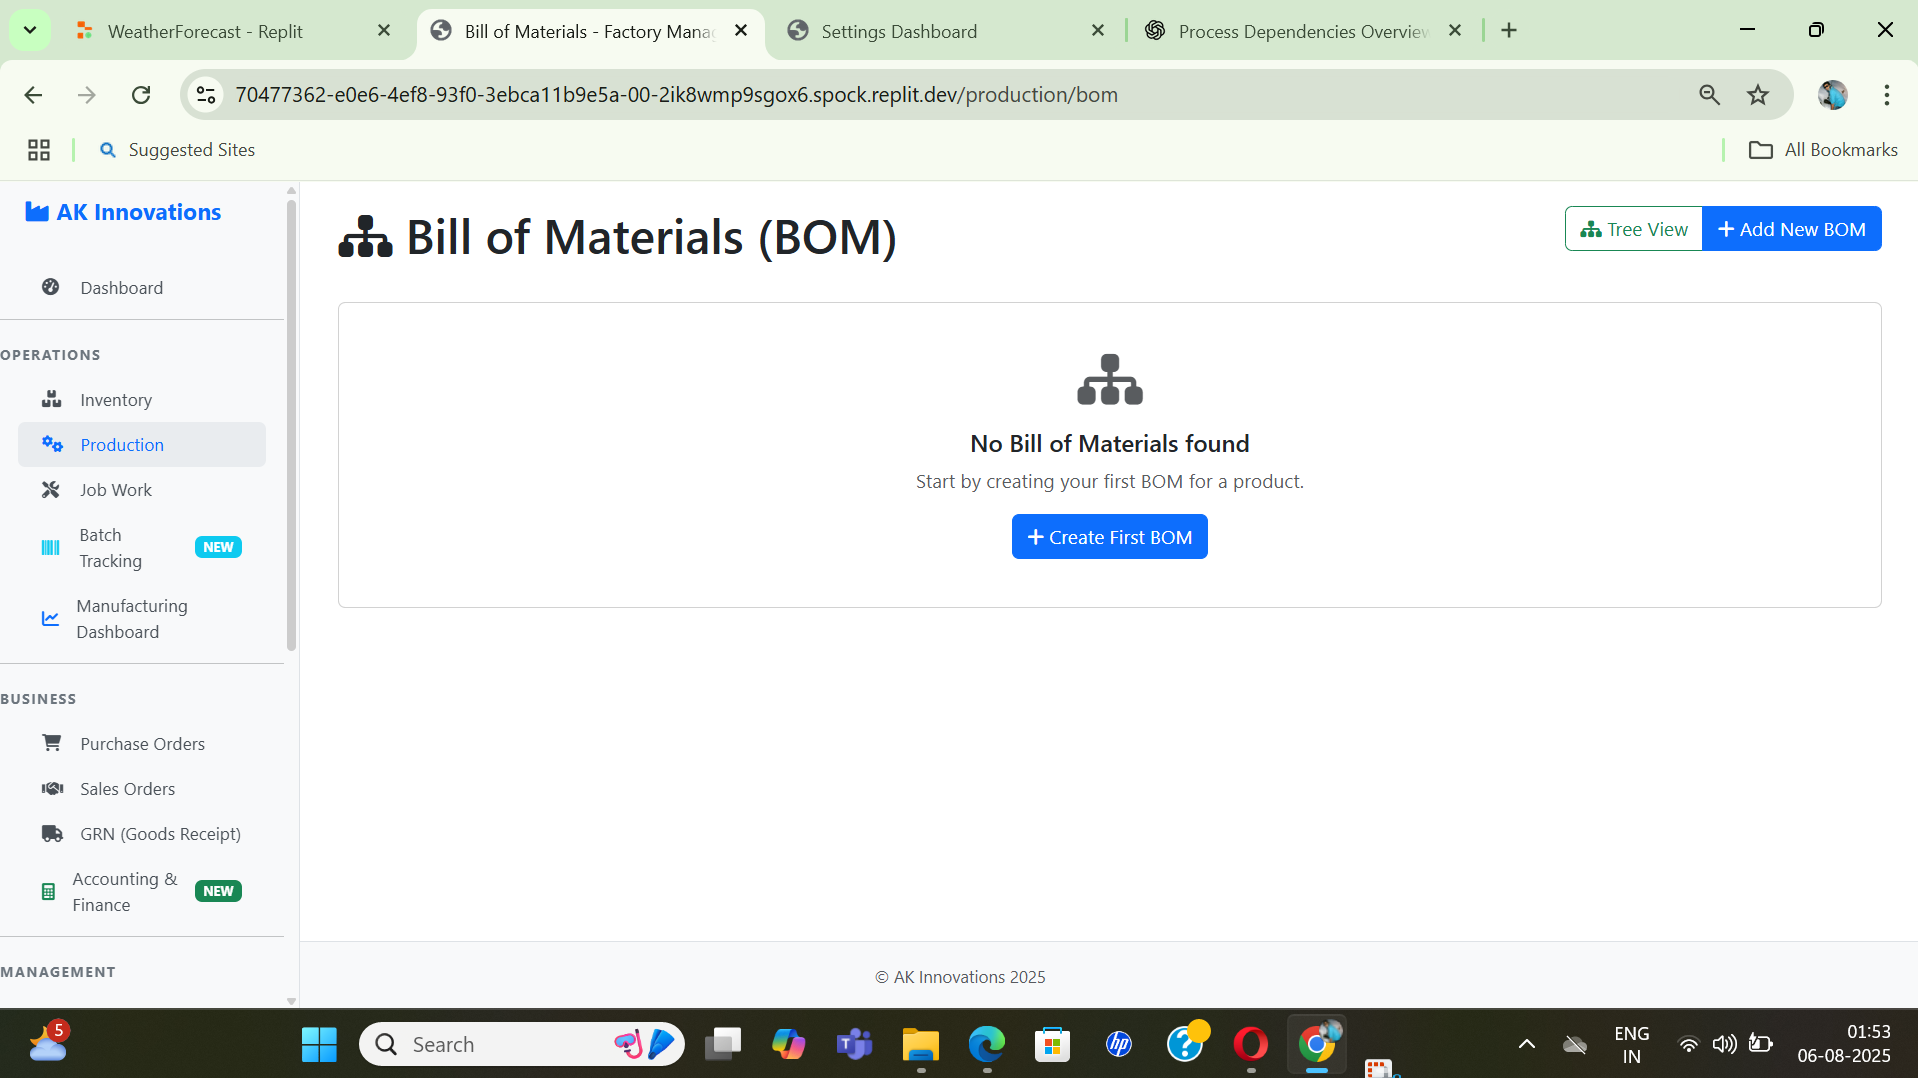 WeatherForecast - Replit
Bill of Materials - Factory Mana
Settings Dashboard
Process Dependencies Overview
70477362-e0e6-4ef8-93f0-3ebca11b9e5a-00-2ik8wmp9sgox6.spock.replit.dev/production/bom
Suggested Sites
All Bookmarks
AK Innovations
Dashboard
OPERATIONS
Inventory
Production
Job Work
Batch
Tracking
NEW
Manufacturing
Dashboard
BUSINESS
Purchase Orders
Sales Orders
GRN (Goods Receipt)
Accounting &
Finance
NEW
MANAGEMENT
Bill of Materials (BOM)
Tree View
Add New BOM
No Bill of Materials found
Start by creating your first BOM for a product.
Create First BOM
© AK Innovations 2025
5
Search
T
hp
?
ENG
IN
01:53
06-08-2025